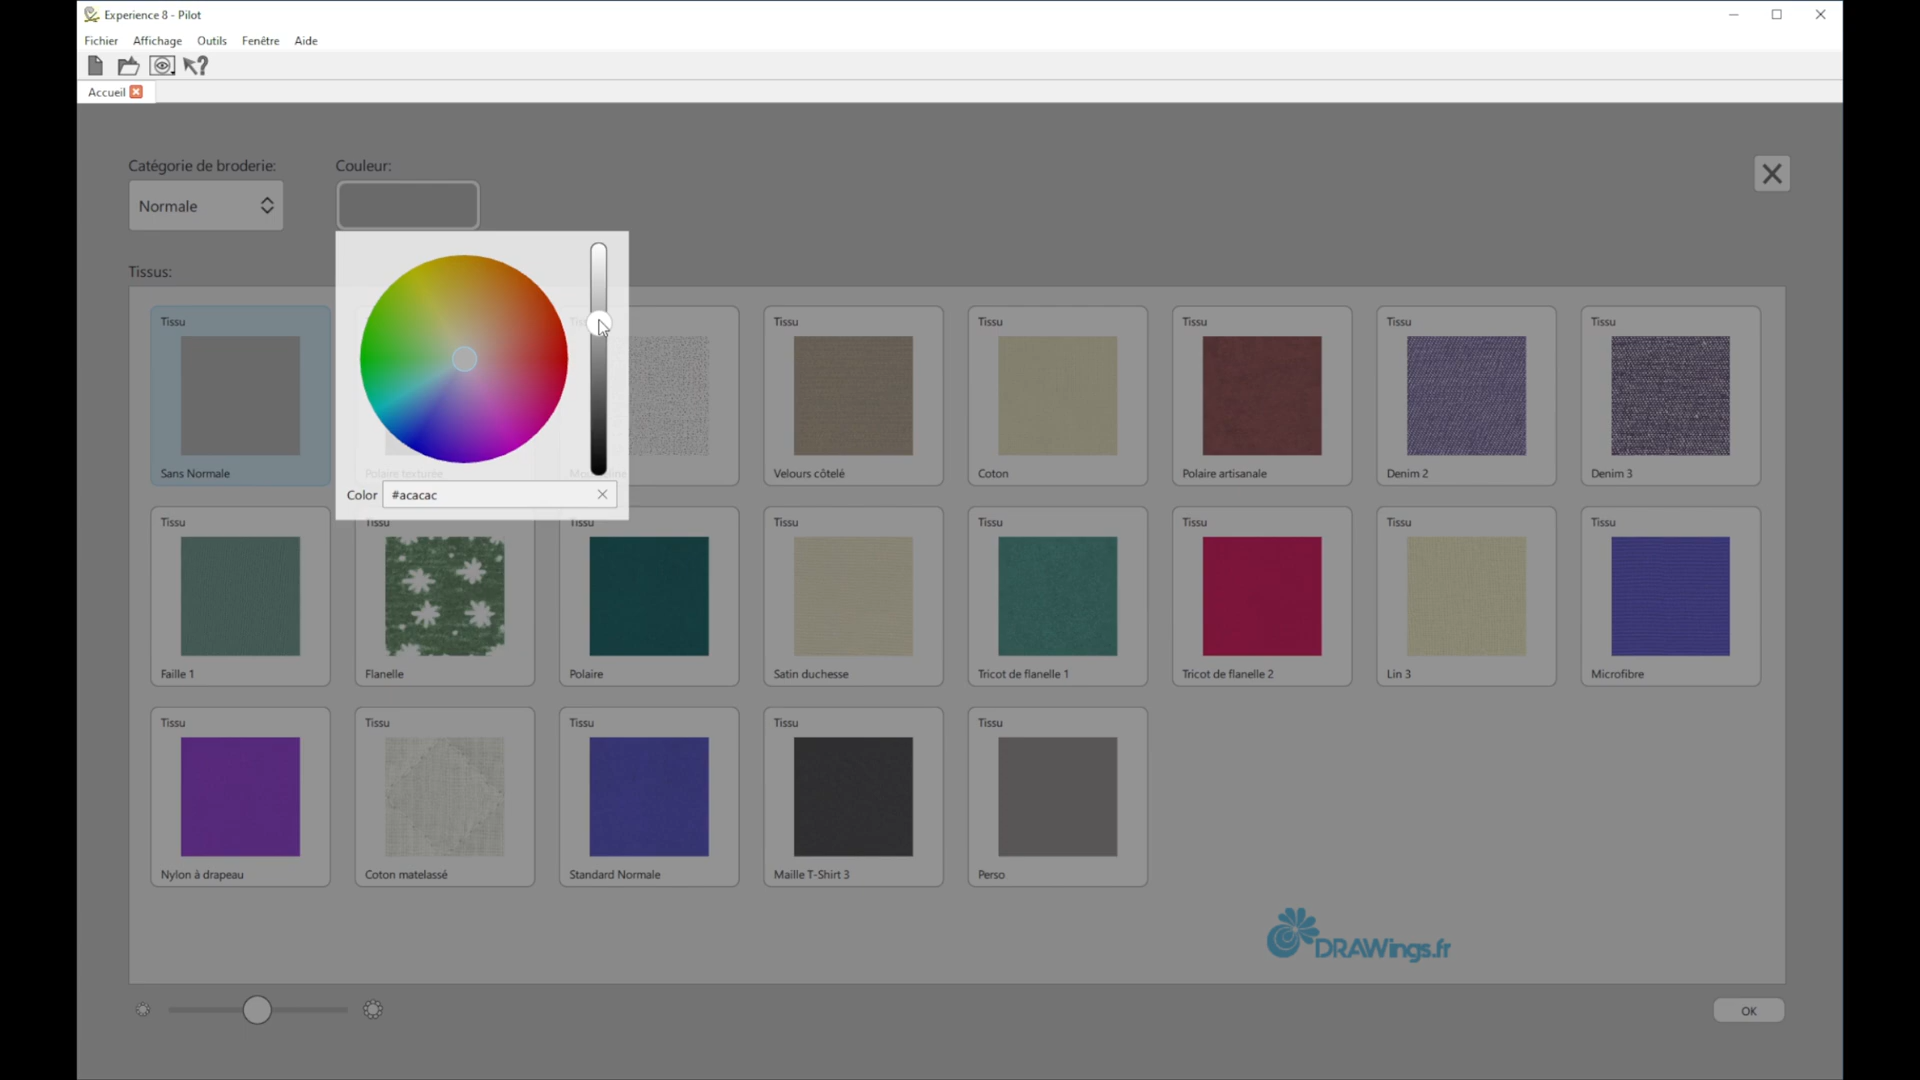 Experience 8 - Pilot
Fichier Affichage Outils Fenêtre Aide
Accueil
Catégorie de broderie: Couleur:
Normale
Tissus:
Tissu Tissu Tissu Tissu Tissu Tissu Tissu
Sans Normale Polaire texturée Velours côtelé Coton Polaire artisanale Denim 2 Denim 3
Color #acacac
Tissu Tissu Tissu Tissu Tissu Tissu Tissu Tissu
Faille 1 Flanelle Polaire Satin duchesse Tricot de flanelle 1 Tricot de flanelle 2 Lin 3 Microfibre
Tissu Tissu Tissu Tissu Tissu
Nylon à drapeau Coton matelassé Standard Normale Maille T-Shirt 3 Perso
DRAWings.fr
OK